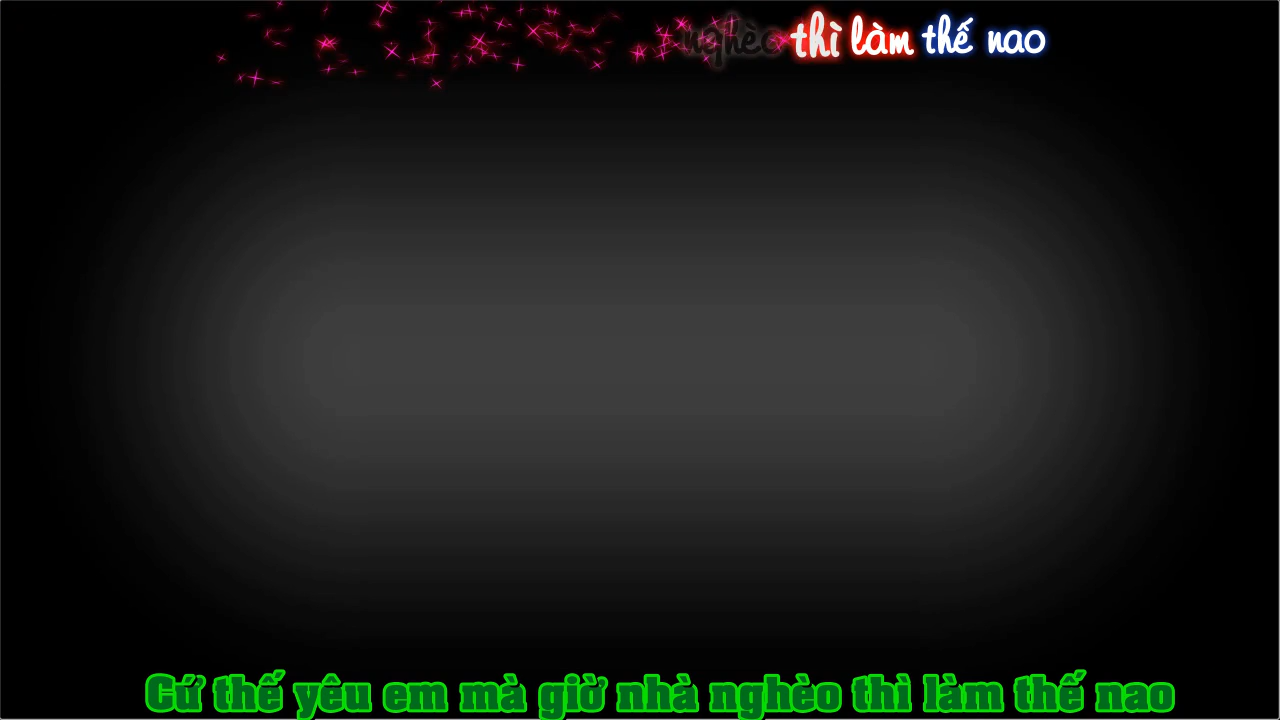 nghèo thì làm thế nao
Cứ thế yêu em mà giờ nhà nghèo thì làm thế nao